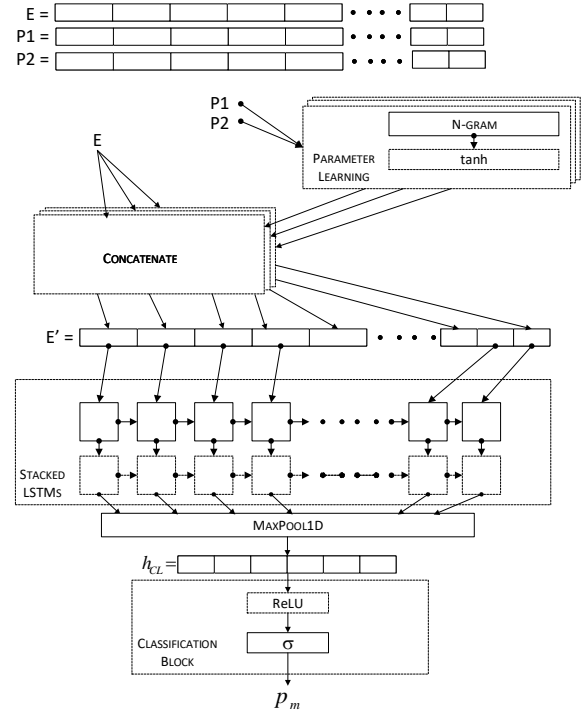 E =
P1 =
P2 =
P1
P2
N-GRAM
tanh
PARAMETER
LEARNING
E
CONCATENATE
E' =
STACKED
LSTMs
MAXPOOL1D
h_CL =
ReLU
σ
CLASSIFICATION
BLOCK
p_m